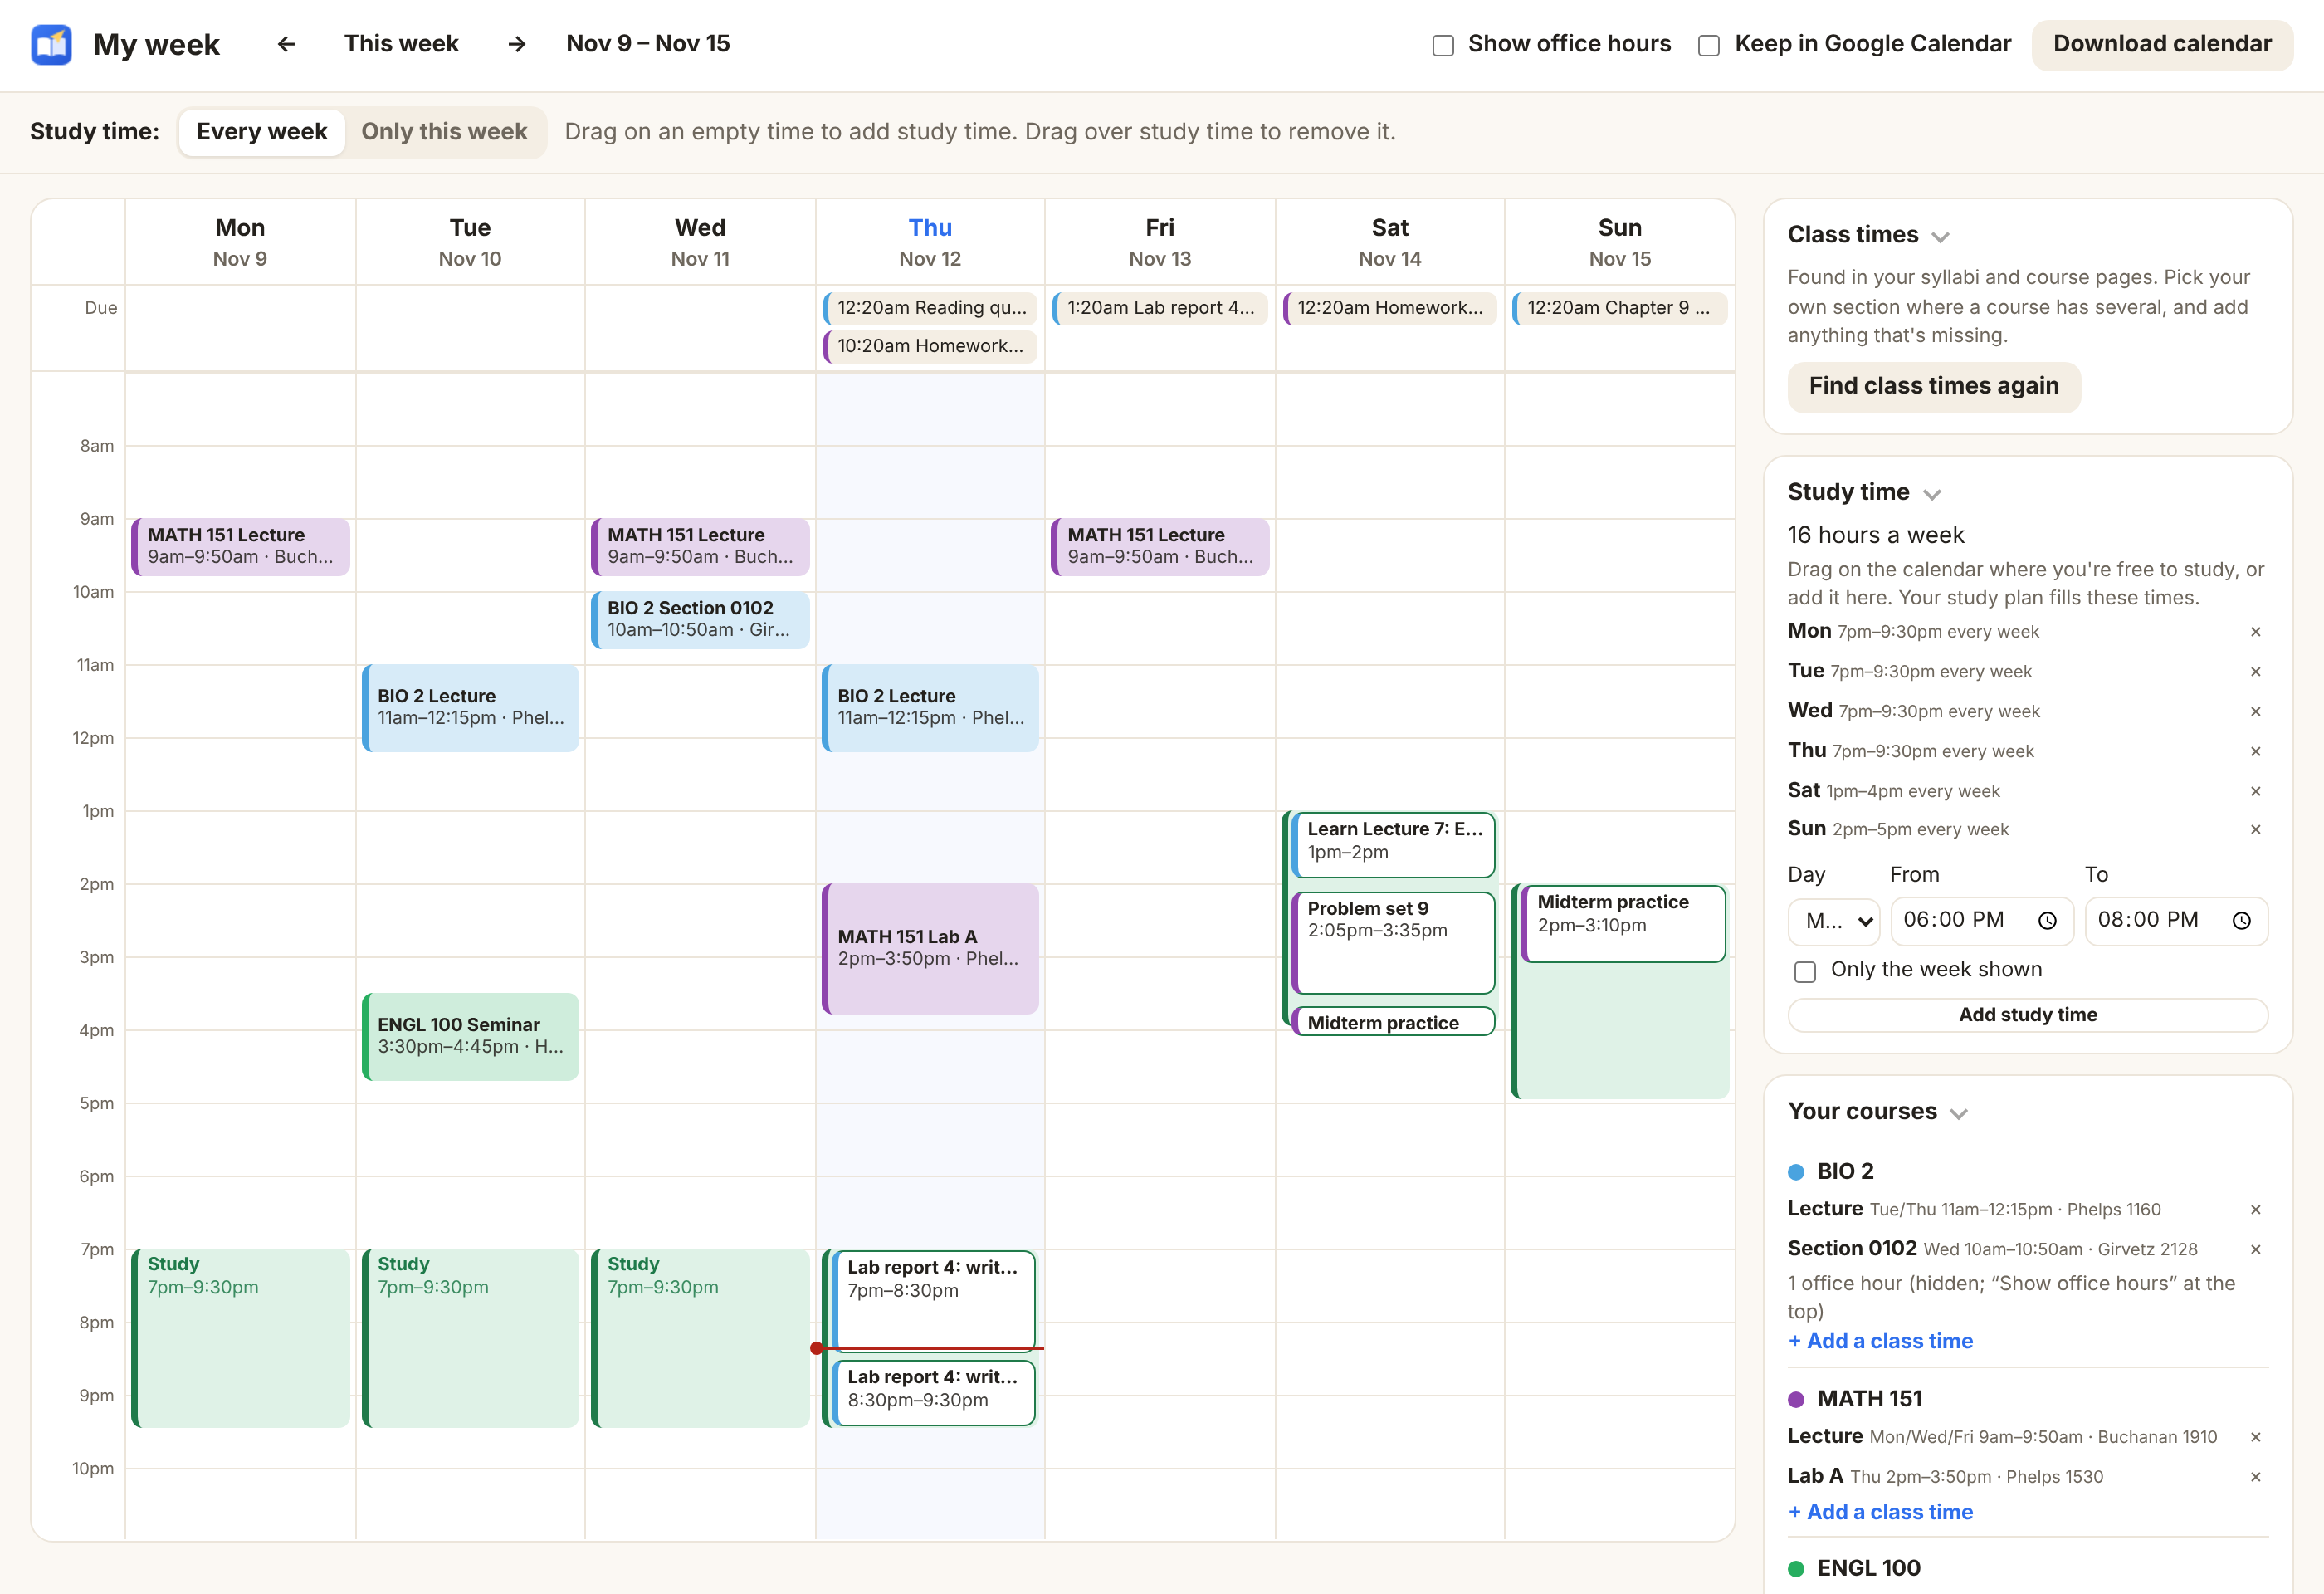 My week
←
This week
→
Nov 9 – Nov 15
Show office hours
Keep in Google Calendar
Download calendar
Study time:
Every week
Only this week
Drag on an empty time to add study time. Drag over study time to remove it.
Mon
Nov 9
Tue
Nov 10
Wed
Nov 11
Thu
Nov 12
Fri
Nov 13
Sat
Nov 14
Sun
Nov 15
Due
12:20am Reading qu...
10:20am Homework...
1:20am Lab report 4...
12:20am Homework...
12:20am Chapter 9 ...
8am
9am
10am
11am
12pm
1pm
2pm
3pm
4pm
5pm
6pm
7pm
8pm
9pm
10pm
MATH 151 Lecture
9am–9:50am · Buch...
Study
7pm–9:30pm
BIO 2 Lecture
11am–12:15pm · Phel...
ENGL 100 Seminar
3:30pm–4:45pm · H...
Study
7pm–9:30pm
MATH 151 Lecture
9am–9:50am · Buch...
BIO 2 Section 0102
10am–10:50am · Gir...
Study
7pm–9:30pm
BIO 2 Lecture
11am–12:15pm · Phel...
MATH 151 Lab A
2pm–3:50pm · Phel...
Lab report 4: writ...
7pm–8:30pm
Lab report 4: writ...
8:30pm–9:30pm
MATH 151 Lecture
9am–9:50am · Buch...
Learn Lecture 7: E...
1pm–2pm
Problem set 9
2:05pm–3:35pm
Midterm practice
Midterm practice
2pm–3:10pm
Class times
Found in your syllabi and course pages. Pick your
own section where a course has several, and add
anything that's missing.
Find class times again
Study time
16 hours a week
Drag on the calendar where you're free to study, or
add it here. Your study plan fills these times.
Mon 7pm–9:30pm every week ×
Tue 7pm–9:30pm every week ×
Wed 7pm–9:30pm every week ×
Thu 7pm–9:30pm every week ×
Sat 1pm–4pm every week ×
Sun 2pm–5pm every week ×
Day From To
M... 06:00 PM 08:00 PM
Only the week shown
Add study time
Your courses
BIO 2
Lecture Tue/Thu 11am–12:15pm · Phelps 1160 ×
Section 0102 Wed 10am–10:50am · Girvetz 2128 ×
1 office hour (hidden; “Show office hours” at the
top)
+ Add a class time
MATH 151
Lecture Mon/Wed/Fri 9am–9:50am · Buchanan 1910 ×
Lab A Thu 2pm–3:50pm · Phelps 1530 ×
+ Add a class time
ENGL 100